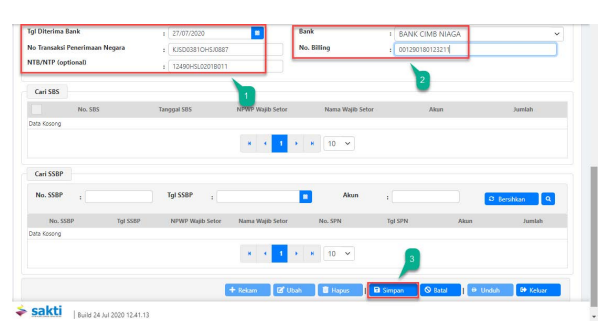 Tgl Diterima Bank : 27/07/2020 Bank : BANK CIMB NIAGA
No Transaksi Penerimaan Negara : KJSD0381OHSJ0887 No. Billing : 001290180123211
NTB/NTP (optional) : 12490HSL0201B011
1
2
Cari SBS
No. SBS Tanggal SBS NPWP Wajib Setor Nama Wajib Setor Akun Jumlah
Data Kosong
1 10
Cari SSBP
No. SSBP : Tgl SSBP : Akun : Bersihkan
No. SSBP Tgl SSBP NPWP Wajib Setor Nama Wajib Setor No. SPN Tgl SPN Akun Jumlah
Data Kosong
1 10
3
+ Rekam Ubah Hapus | Simpan Batal | Unduh Keluar
sakti | Build 24 Jul 2020 12.41.13